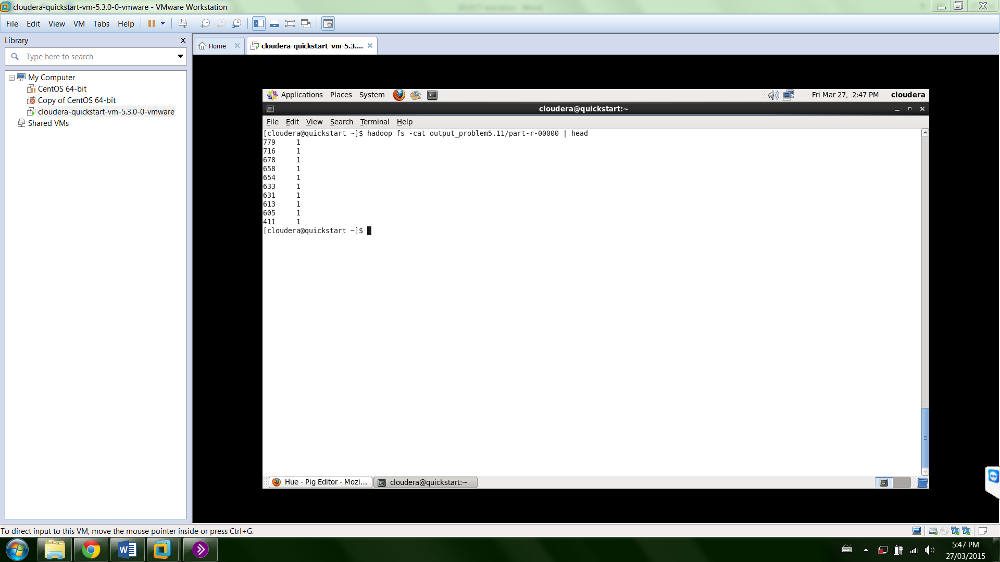 cloudera-quickstart-vm-5.3.0-0-vmware - VMware Workstation
File Edit View VM Tabs Help
Library
Type here to search
My Computer
CentOS 64-bit
Copy of CentOS 64-bit
cloudera-quickstart-vm-5.3.0-0-vmware
Shared VMs
Home
cloudera-quickstart-vm-5.3....
Applications Places System
Fri Mar 27, 2:47 PM cloudera
cloudera@quickstart:~
File Edit View Search Terminal Help
[cloudera@quickstart ~]$ hadoop fs -cat output_problem5.11/part-r-00000 | head
779 1
716 1
678 1
658 1
654 1
633 1
631 1
613 1
605 1
411 1
[cloudera@quickstart ~]$
Hue - Pig Editor - Mozi...
cloudera@quickstart:~
To direct input to this VM, move the mouse pointer inside or press Ctrl+G.
5:47 PM
27/03/2015